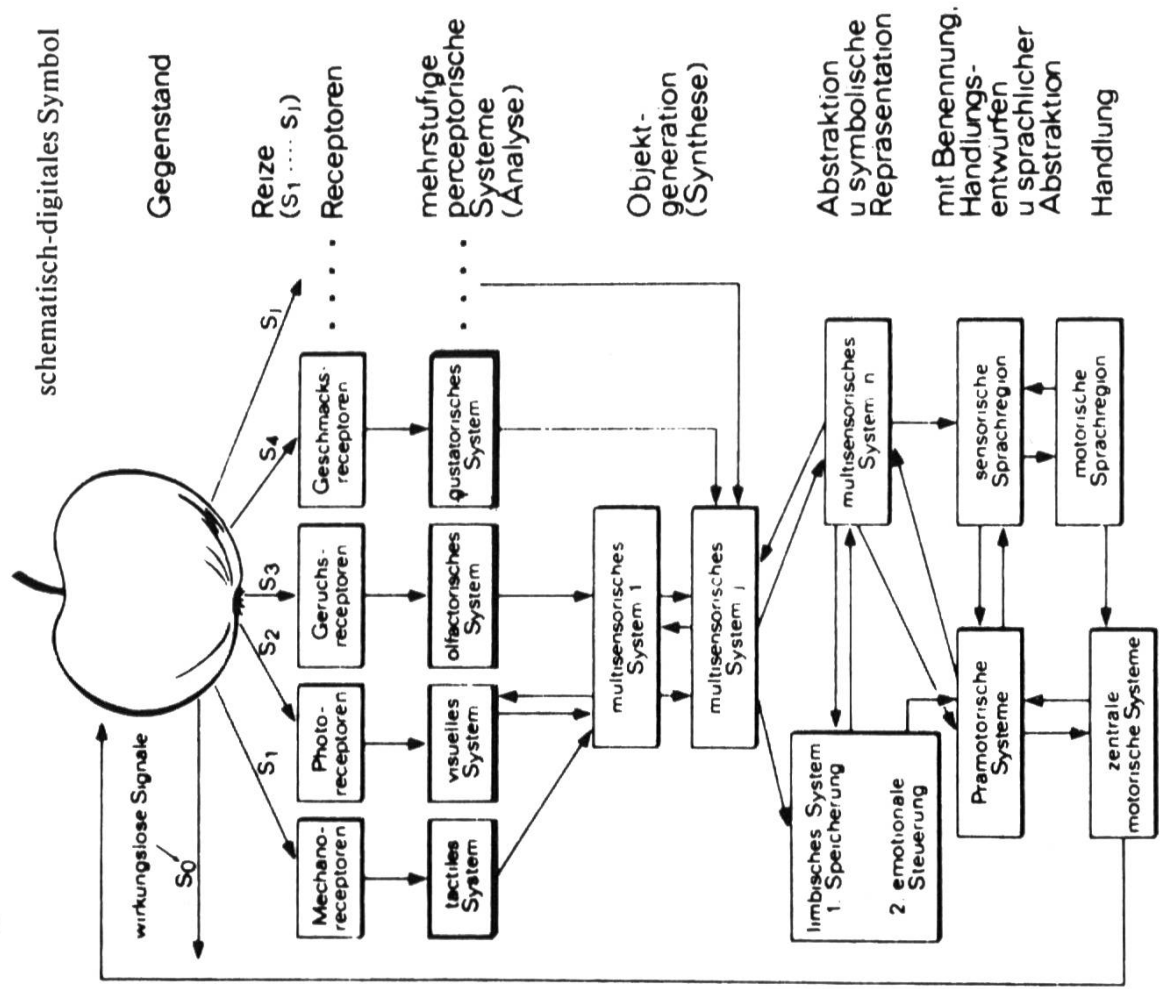 schematisch-digitales Symbol
Gegenstand
wirkungslose Signale
S0
S1
S2
S3
S4
Sj
Reize
(S1 ····· Sj)
Mechano-
receptoren
Photo-
receptoren
Geruchs-
receptoren
Geschmacks-
receptoren
· · · ·
Receptoren
tactiles
System
visuelles
System
olfactorisches
System
gustatorisches
System
· · · ·
mehrstufige
perceptorische
Systeme
(Analyse)
multisensorisches
System 1
multisensorisches
System j
Objekt-
generation
(Synthese)
limbisches System
1. Speicherung
2. emotionale
Steuerung
multisensorisches
System n
Abstraktion
u symbolische
Repräsentation
Pramotorische
Systeme
sensorische
Sprachregion
mit Benennung,
Handlungs-
entwürfen
u sprachlicher
Abstraktion
zentrale
motorische Systeme
motorische
Sprachregion
Handlung